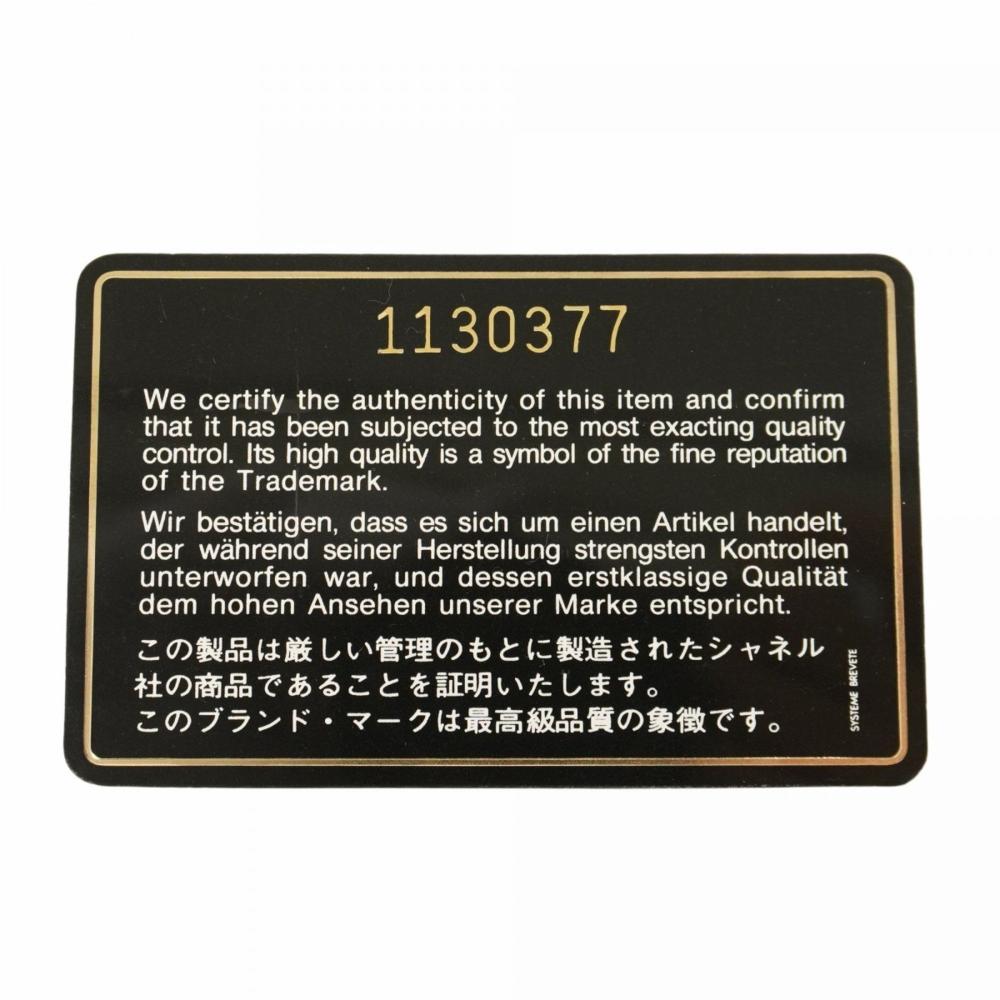 1130377
We certify the authenticity of this item and confirm
that it has been subjected to the most exacting quality
control. Its high quality is a symbol of the fine reputation
of the Trademark.
Wir bestätigen, dass es sich um einen Artikel handelt,
der während seiner Herstellung strengsten Kontrollen
unterworfen war, und dessen erstklassige Qualität
dem hohen Ansehen unserer Marke entspricht.
この製品は厳しい管理のもとに製造されたシャネル
社の商品であることを証明いたします。
このブランド・マークは最高級品質の象徴です。
SYSTEME BREVETE